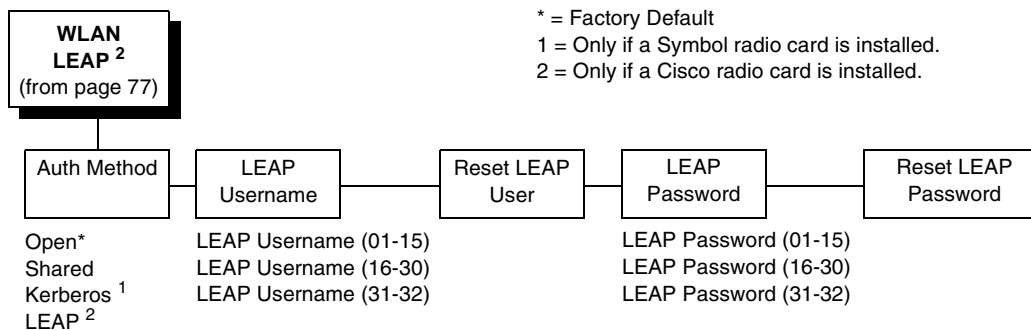 WLAN
LEAP 2
(from page 77)
* = Factory Default
1 = Only if a Symbol radio card is installed.
2 = Only if a Cisco radio card is installed.
Auth Method
LEAP
Username
Reset LEAP
User
LEAP
Password
Reset LEAP
Password
Open*
Shared
Kerberos 1
LEAP 2
LEAP Username (01-15)
LEAP Username (16-30)
LEAP Username (31-32)
LEAP Password (01-15)
LEAP Password (16-30)
LEAP Password (31-32)